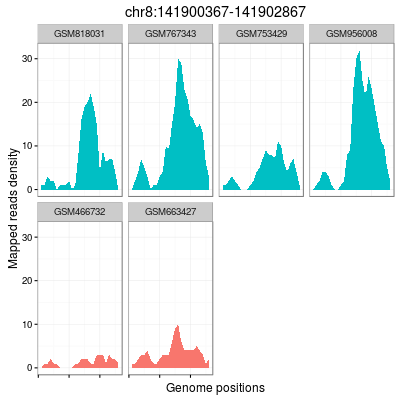 chr8:141900367-141902867
GSM818031 GSM767343 GSM753429 GSM956008
30
20
10
0
GSM466732 GSM663427
30
20
10
0
Mapped reads density
Genome positions